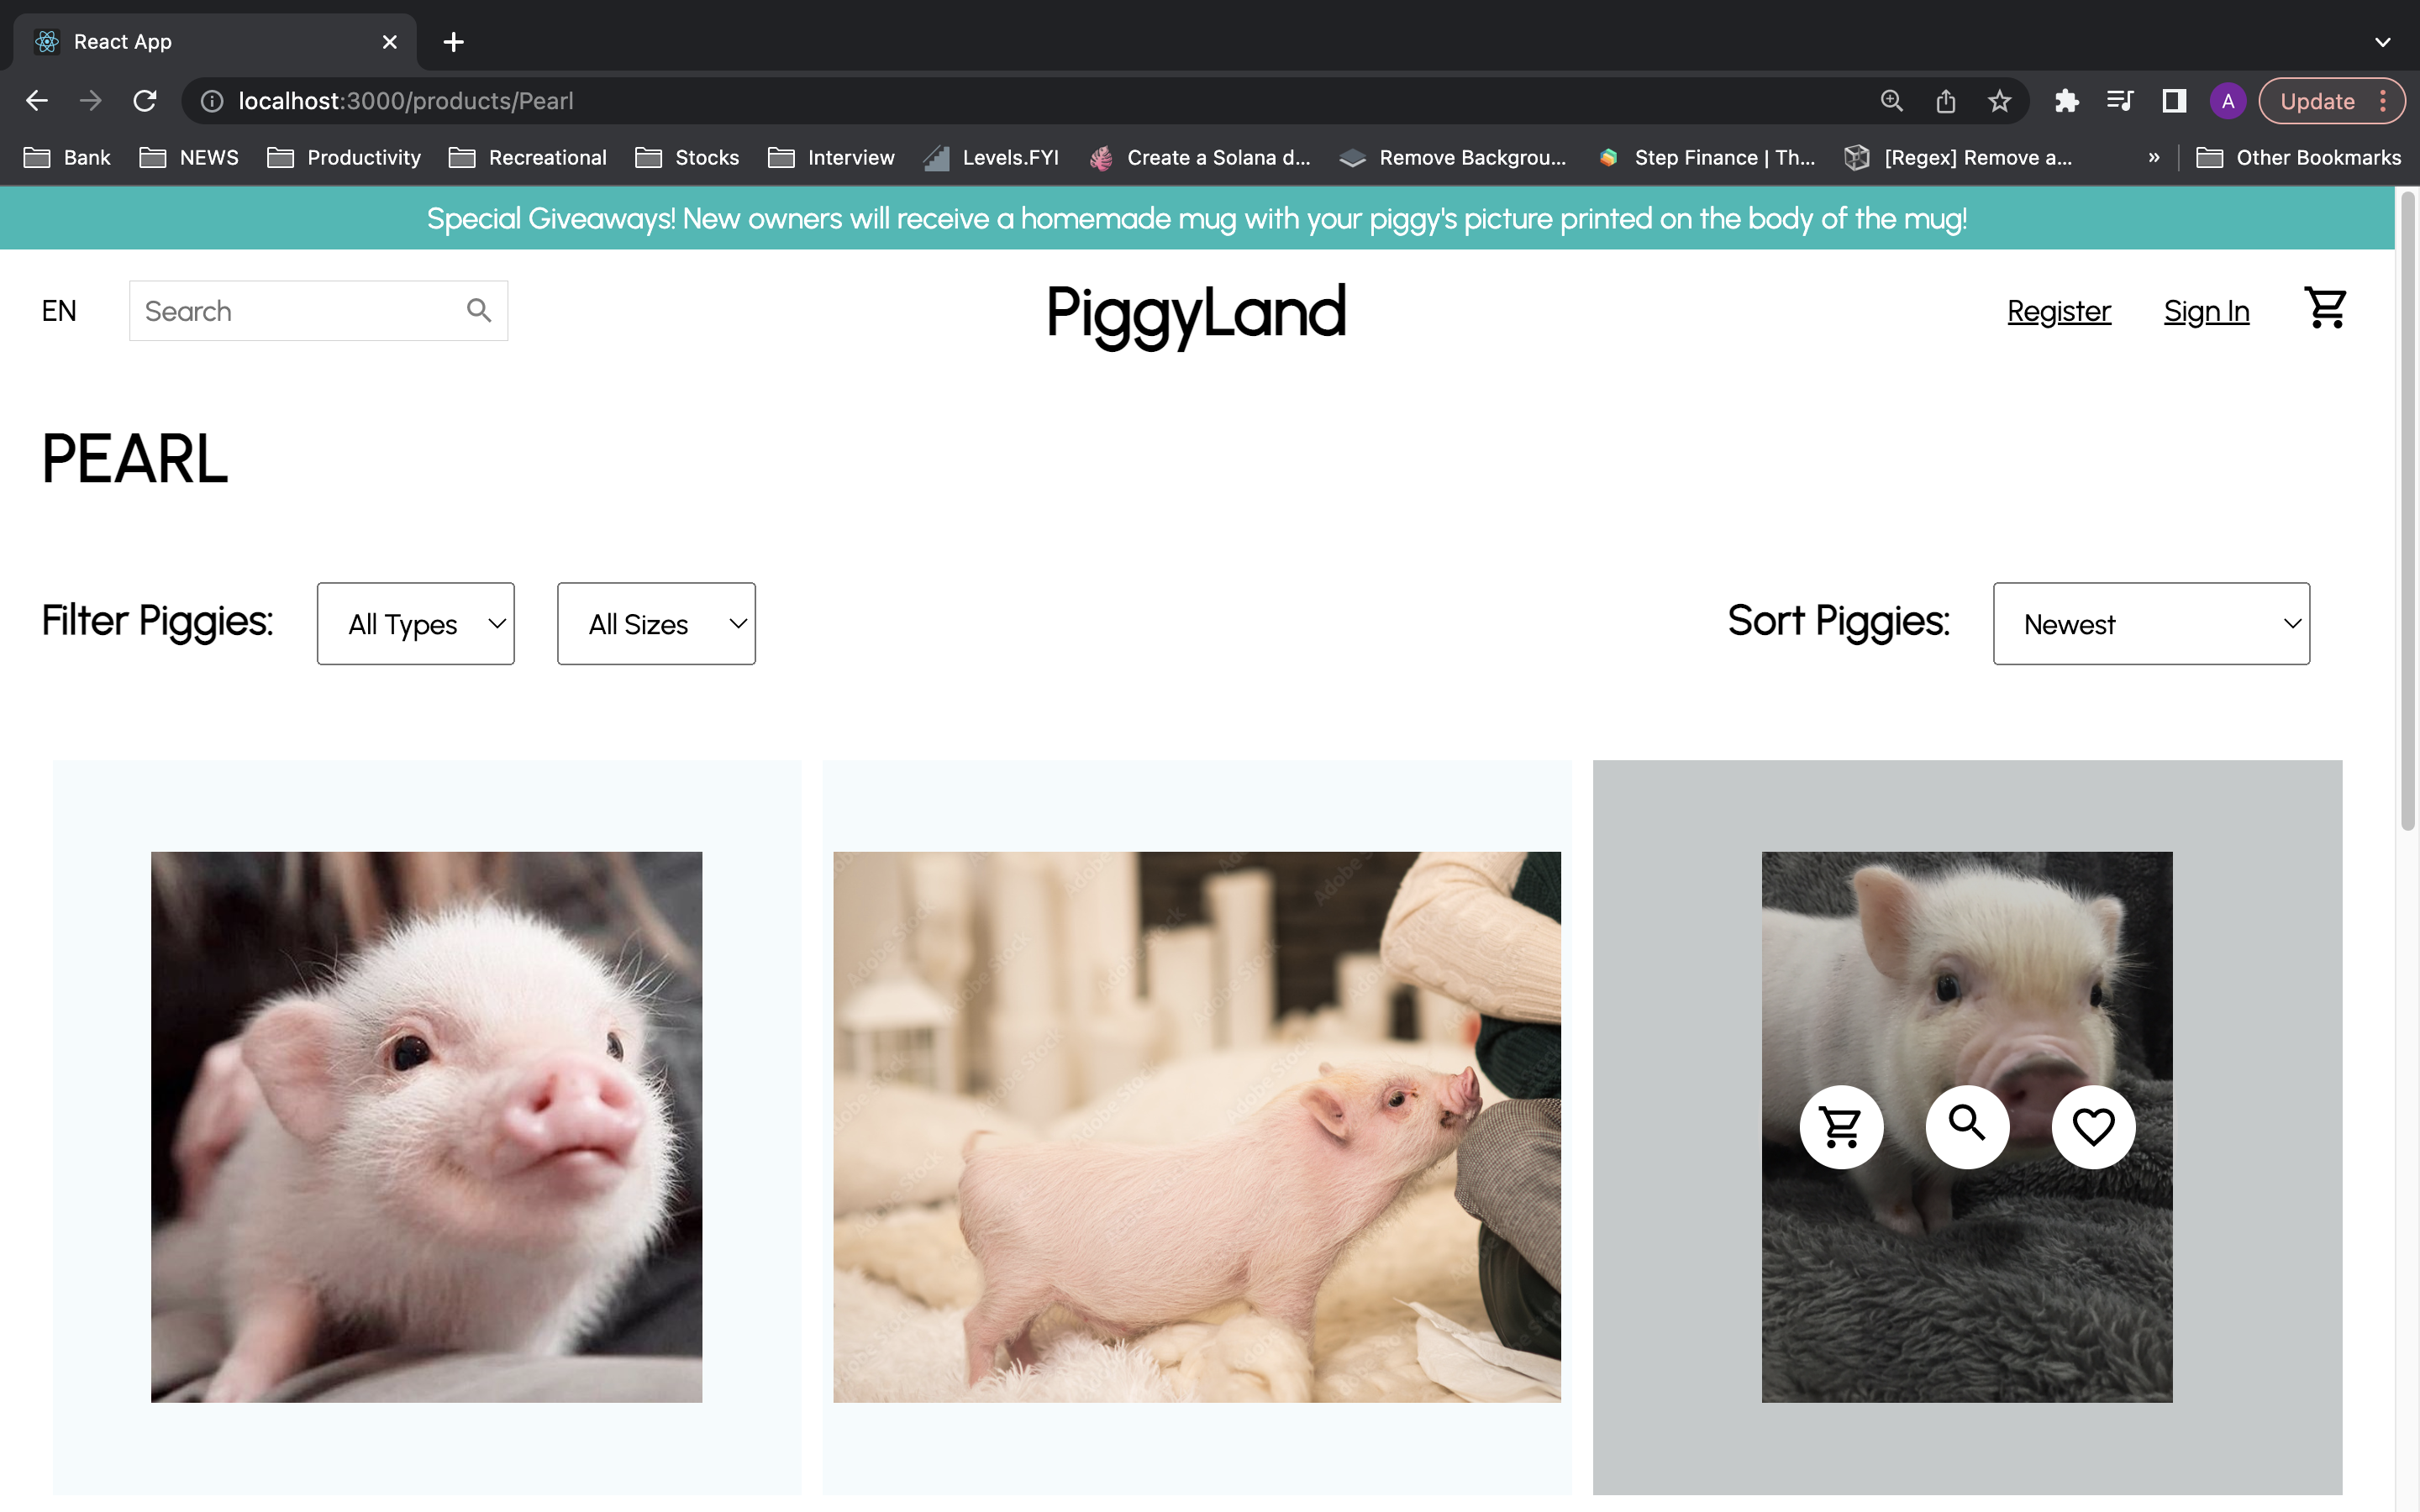 React App
localhost:3000/products/Pearl
A
Update
Bank
NEWS
Productivity
Recreational
Stocks
Interview
Levels.FYI
Create a Solana d...
Remove Backgrou...
Step Finance | Th...
[Regex] Remove a...
»
Other Bookmarks
Special Giveaways! New owners will receive a homemade mug with your piggy's picture printed on the body of the mug!
EN
Search
PiggyLand
Register
Sign In
PEARL
Filter Piggies:
All Types
All Sizes
Sort Piggies:
Newest
Adobe Stock